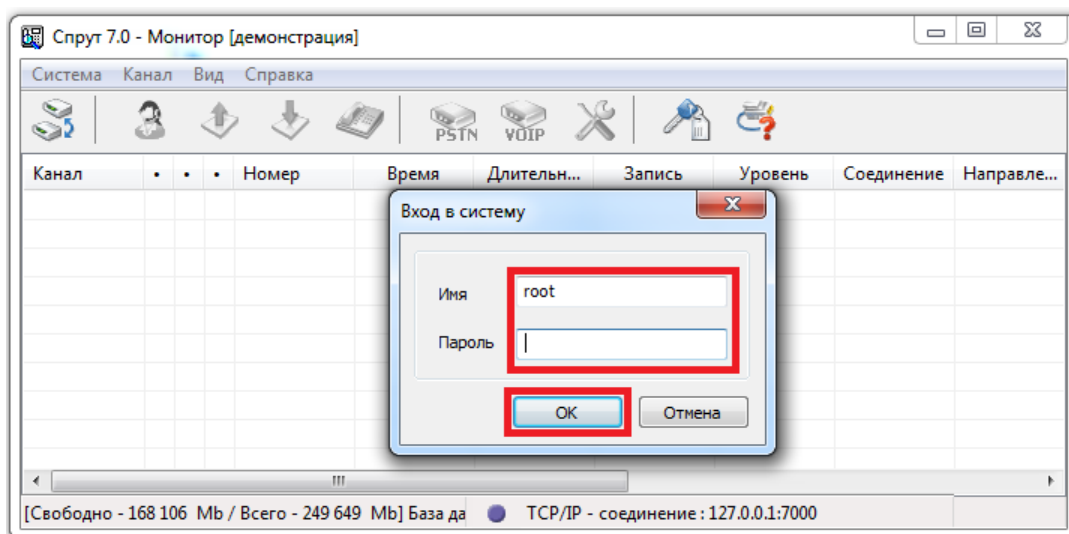 Спрут 7.0 - Монитор [демонстрация]
Система Канал Вид Справка
PSTN VOIP
Канал • • • Номер Время Длительн... Запись Уровень Соединение Направле...
Вход в систему
Имя root
Пароль
OK Отмена
[Свободно - 168 106 Mb / Всего - 249 649 Mb] База да TCP/IP - соединение : 127.0.0.1:7000